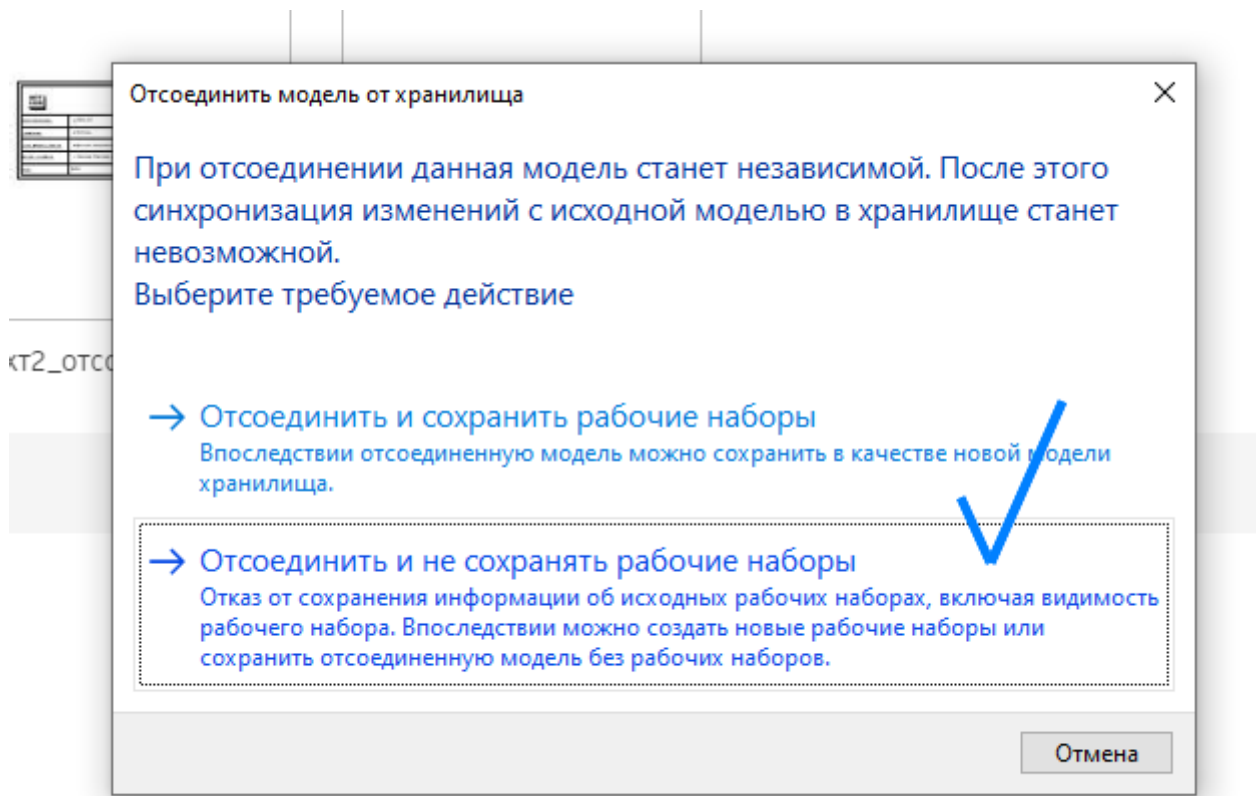 Отсоединить модель от хранилища
При отсоединении данная модель станет независимой. После этого
синхронизация изменений с исходной моделью в хранилище станет
невозможной.
Выберите требуемое действие
кт2_отсо
Отсоединить и сохранить рабочие наборы
Впоследствии отсоединенную модель можно сохранить в качестве новой модели
хранилища.
Отсоединить и не сохранять рабочие наборы
Отказ от сохранения информации об исходных рабочих наборах, включая видимость
рабочего набора. Впоследствии можно создать новые рабочие наборы или
сохранить отсоединенную модель без рабочих наборов.
Отмена